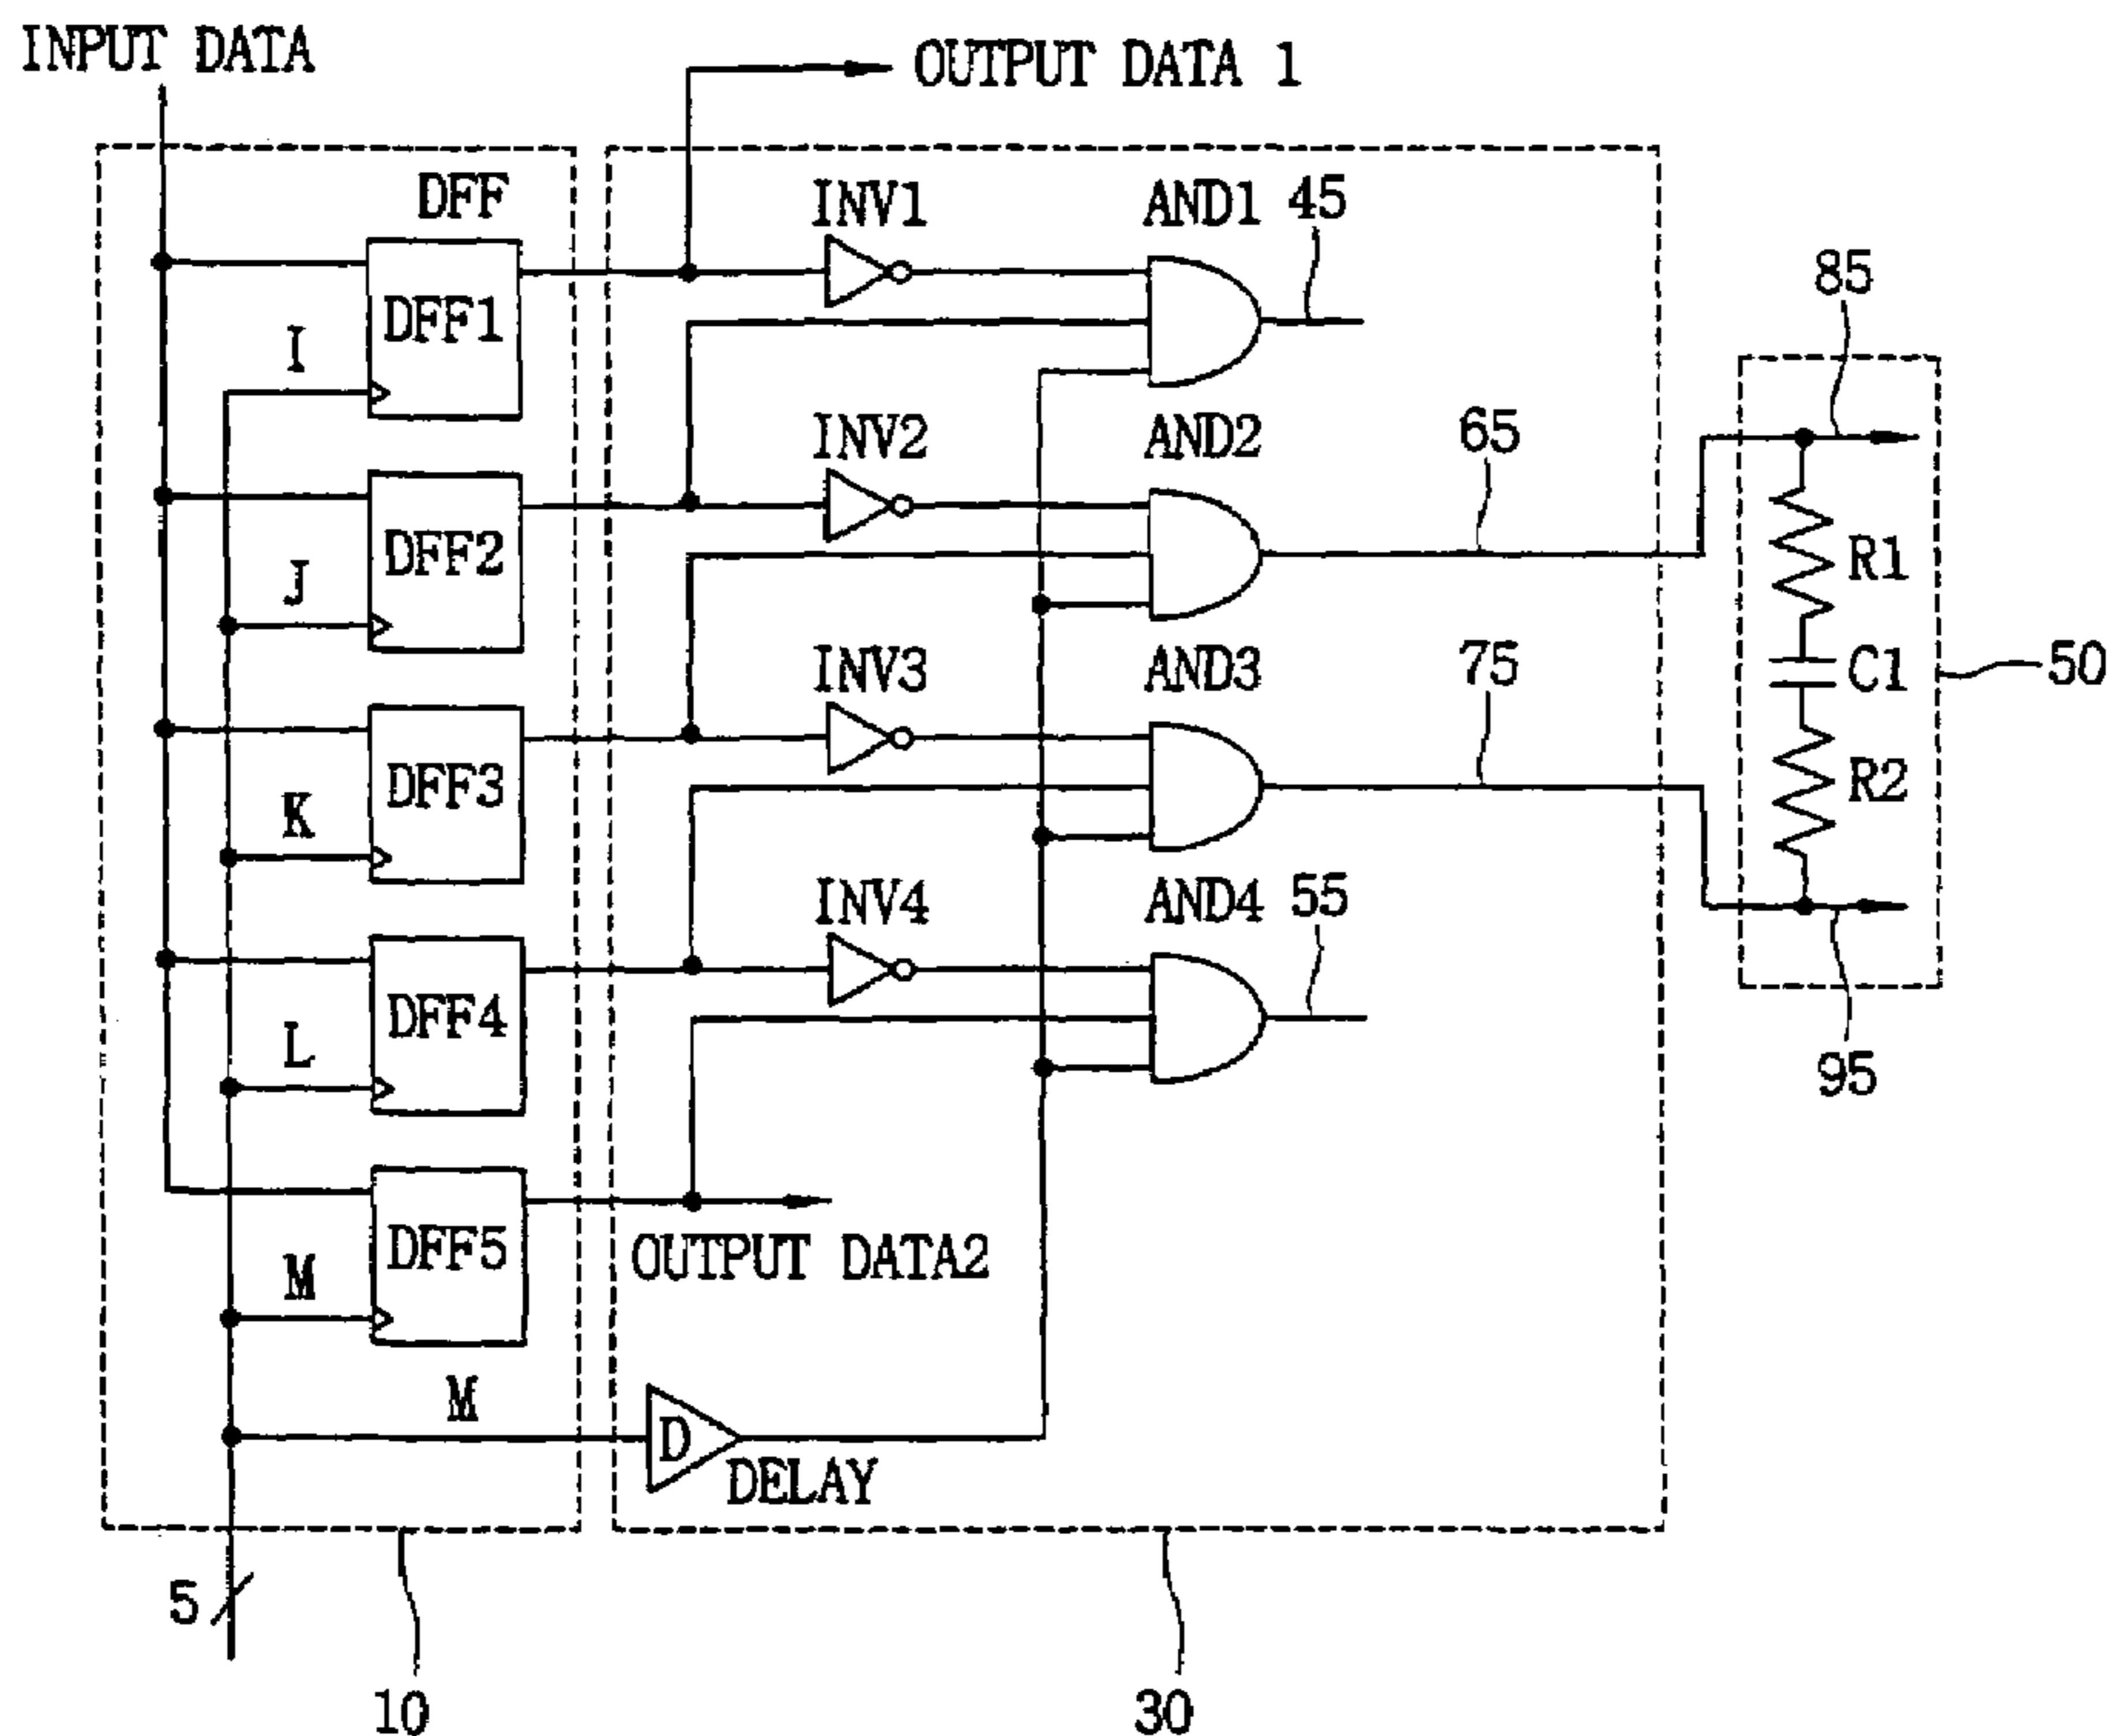 INPUT DATA
OUTPUT DATA 1
DFF
INV1
AND1
45
DFF1
I
85
INV2
AND2
65
DFF2
J
R1
INV3
AND3
75
C1
50
DFF3
K
R2
INV4
AND4
55
DFF4
L
95
DFF5
M
OUTPUT DATA2
M
D
DELAY
5
10
30